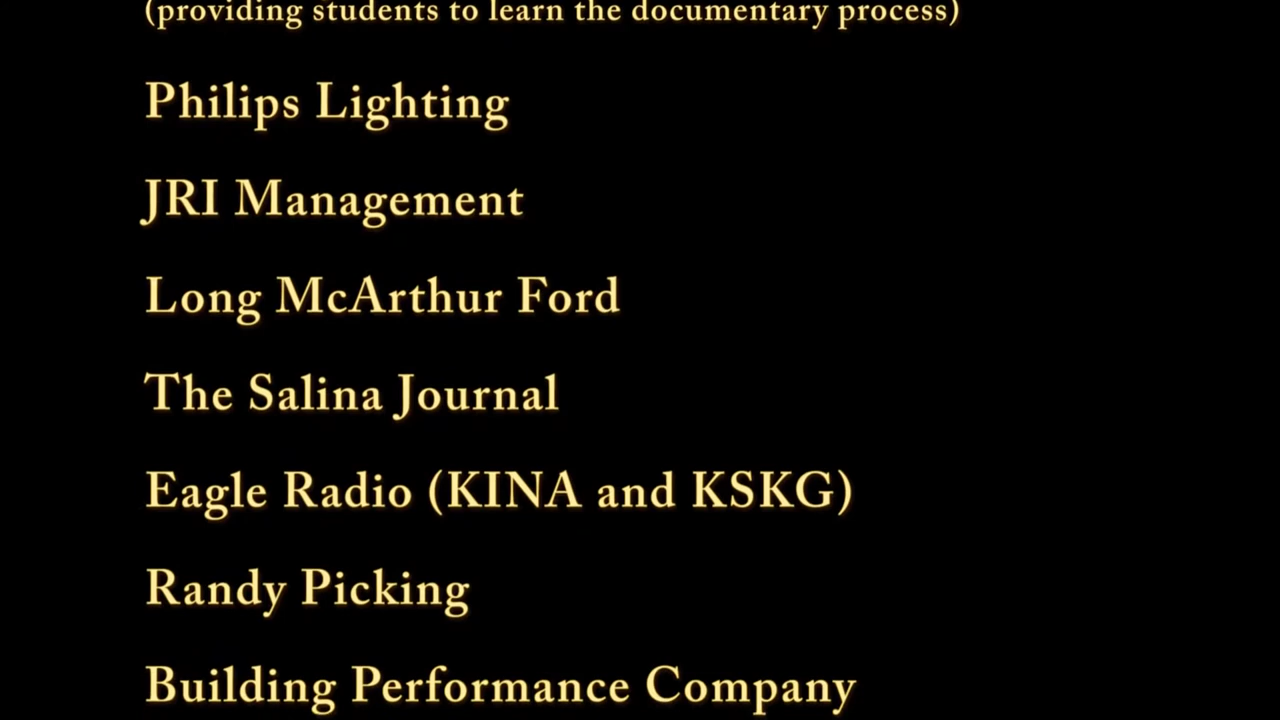 (providing students to learn the documentary process)
Philips Lighting
JRI Management
Long McArthur Ford
The Salina Journal
Eagle Radio (KINA and KSKG)
Randy Picking
Building Performance Company